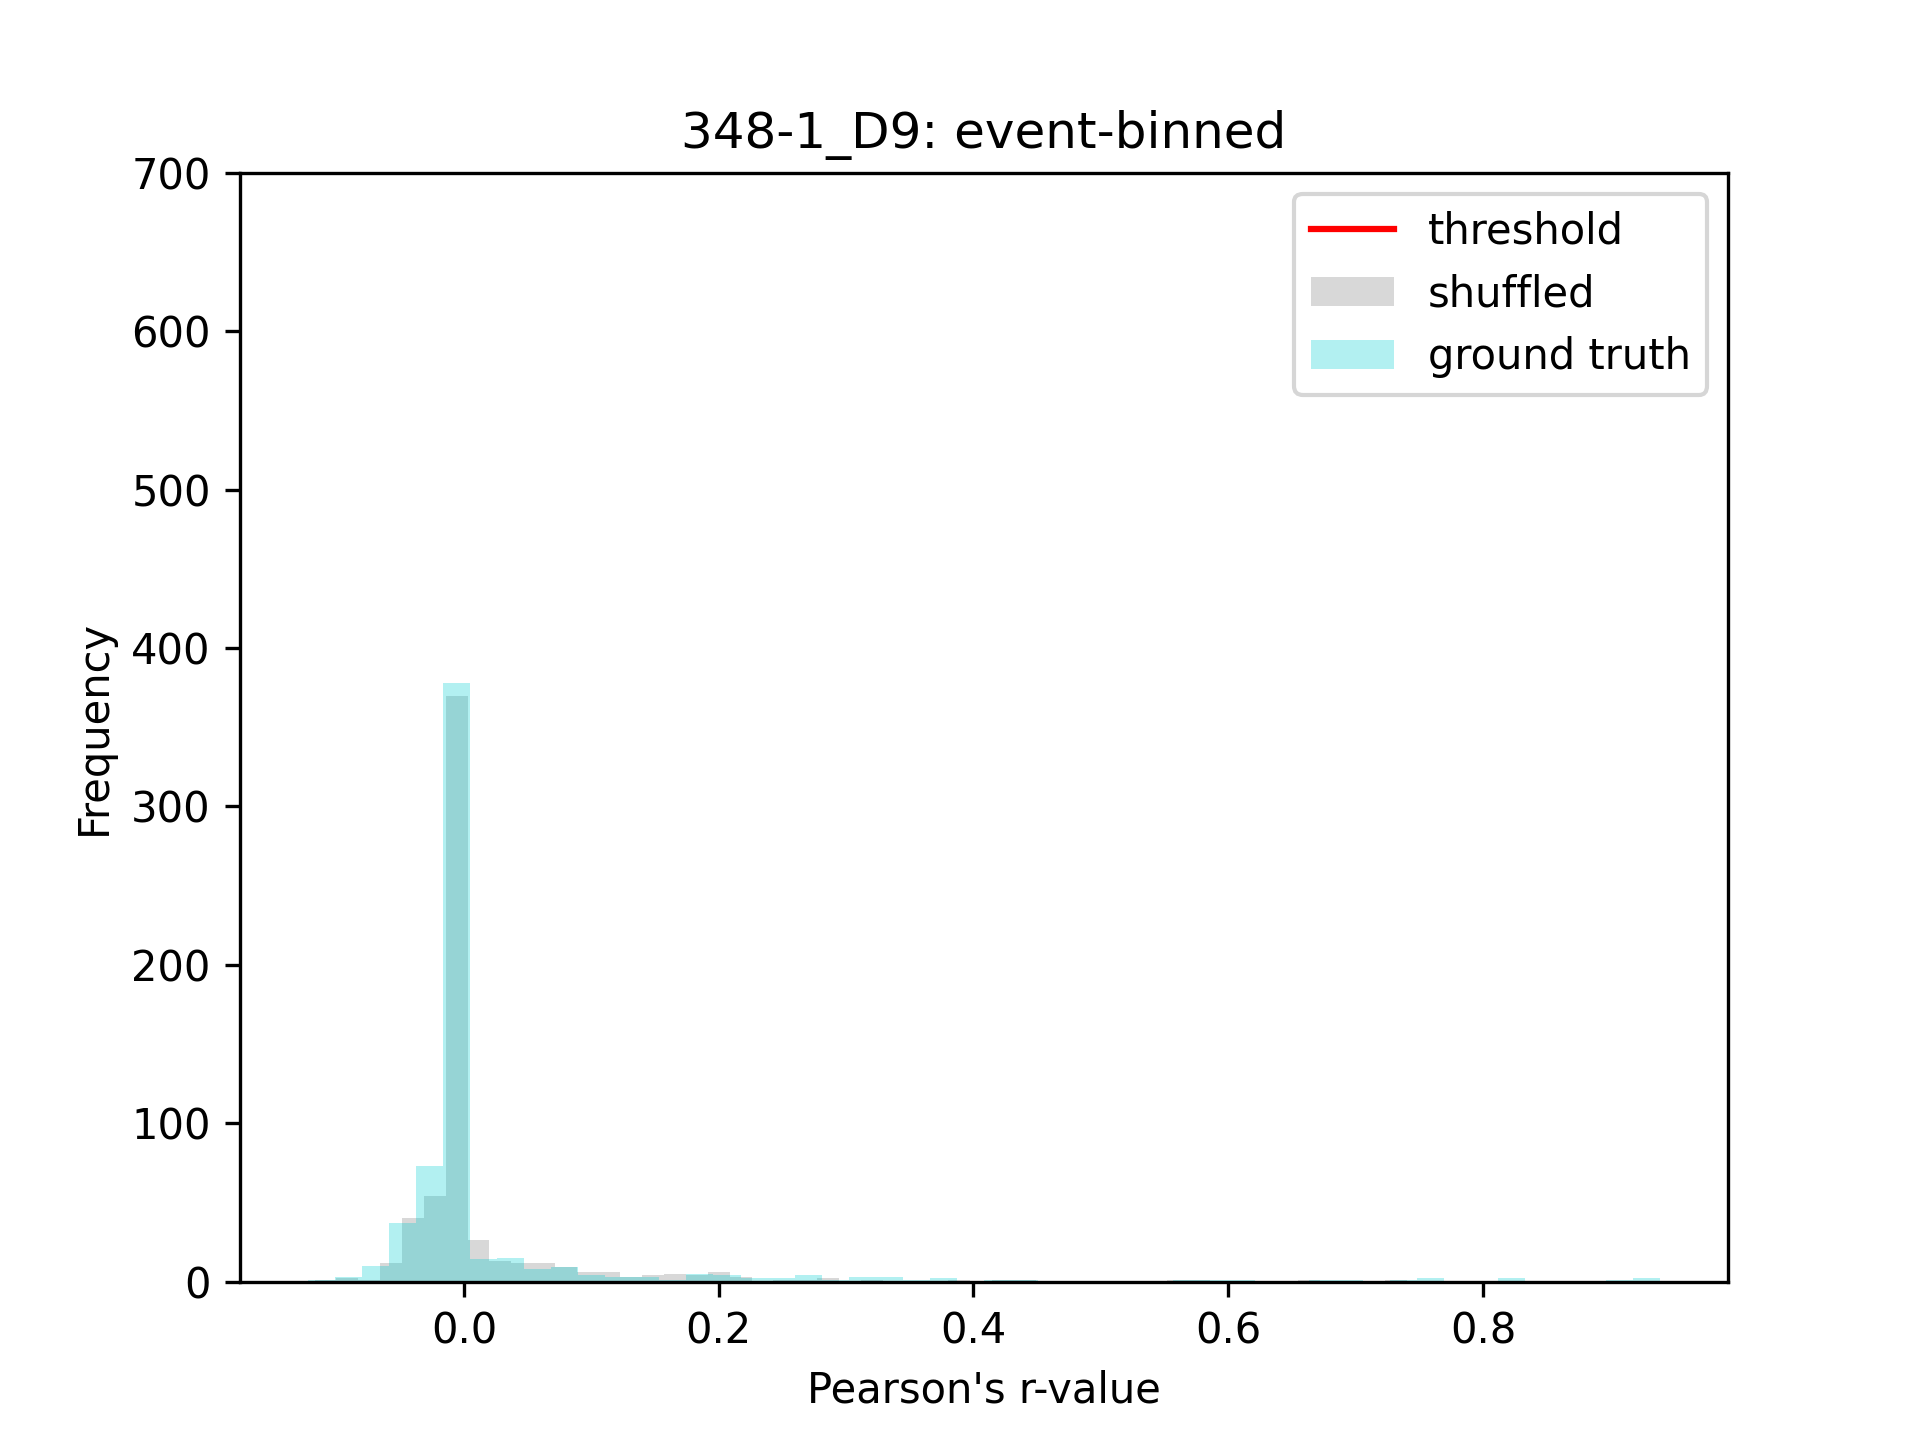 348-1_D9: event-binned
700
600
500
400
300
200
100
0
Frequency
threshold
shuffled
ground truth
0.0 0.2 0.4 0.6 0.8
Pearson's r-value